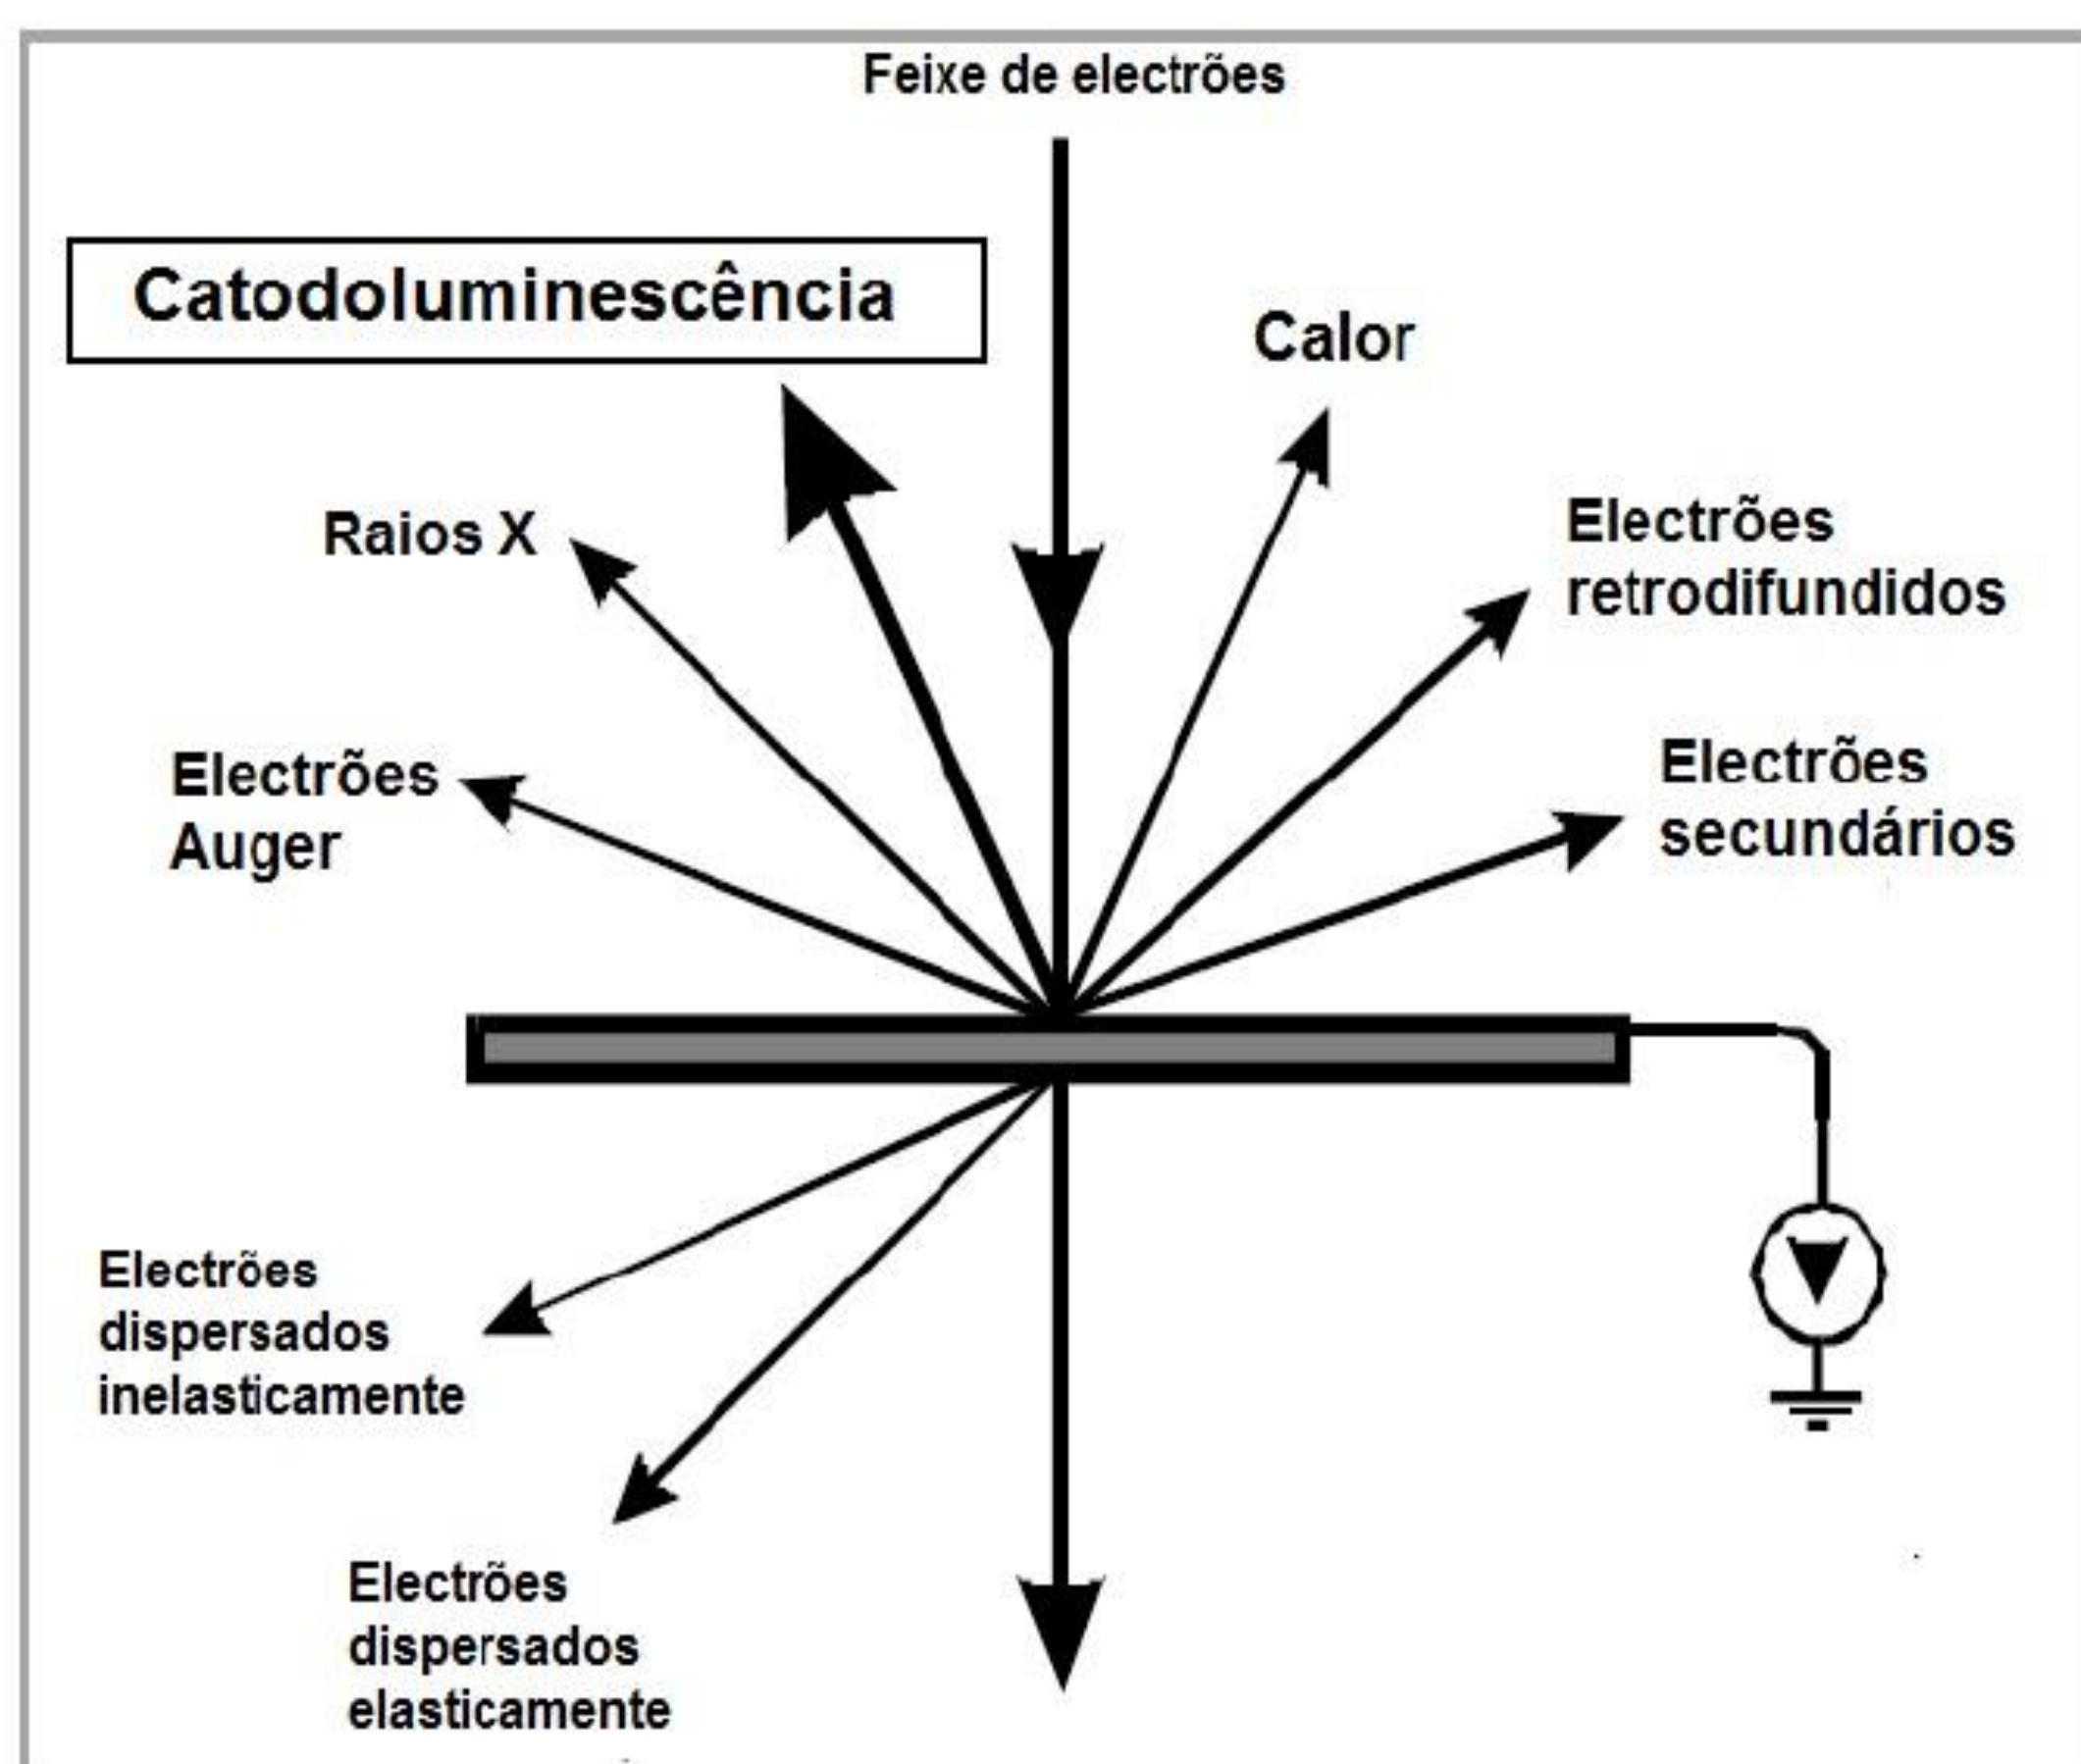 Feixe de electrões
Catodoluminescência
Calor
Raios X
Electrões
retrodifundidos
Electrões
Auger
Electrões
secundários
Electrões
dispersados
inelasticamente
Electrões
dispersados
elasticamente